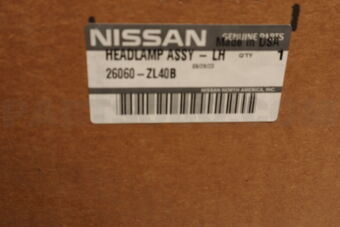 NISSAN GENUINE PARTS
Made in USA
HEADLAMP ASSY - LH QTY 1
26060-ZL40B
NISSAN NORTH AMERICA, INC.